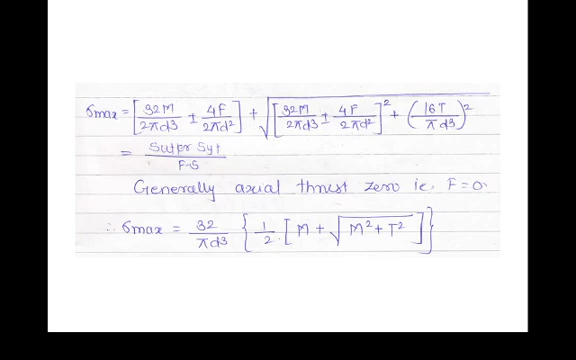 σmax = [32M/2πd3 ± 4F/2πd2] + √([32M/2πd3 ± 4F/2πd2]2 + (16T/πd3)2)
= Sut or Syt / F.S
Generally axial thrust zero ie. F=0.
∴ σmax = 32/πd3 {1/2 [M + √(M2 + T2)]}